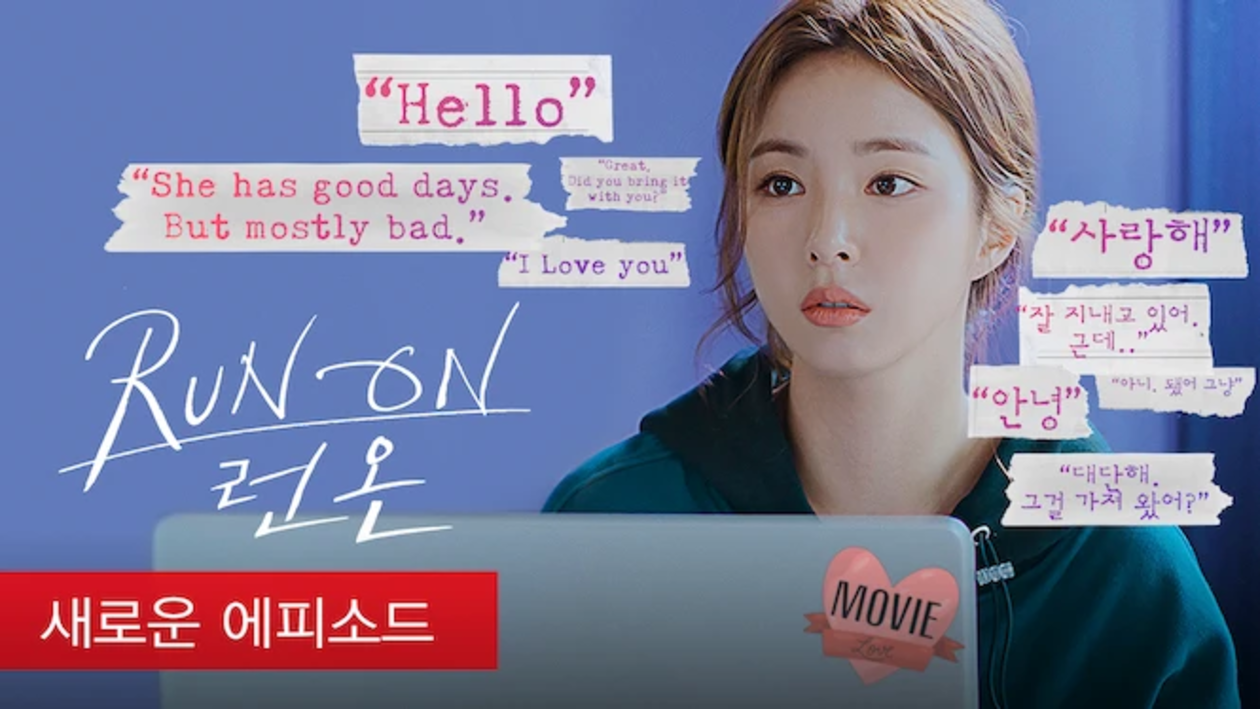 “Hello”
“She has good days.
But mostly bad.”
“Great,
Did you bring it
with you?”
“I Love you”
RUN ON
런 온
새로운 에피소드
“사랑해”
“잘 지내고 있어.
근데..”
“안녕”
“아니. 됐어 그냥”
“대단해.
그걸 가져 왔어?”
MOVIE
Love